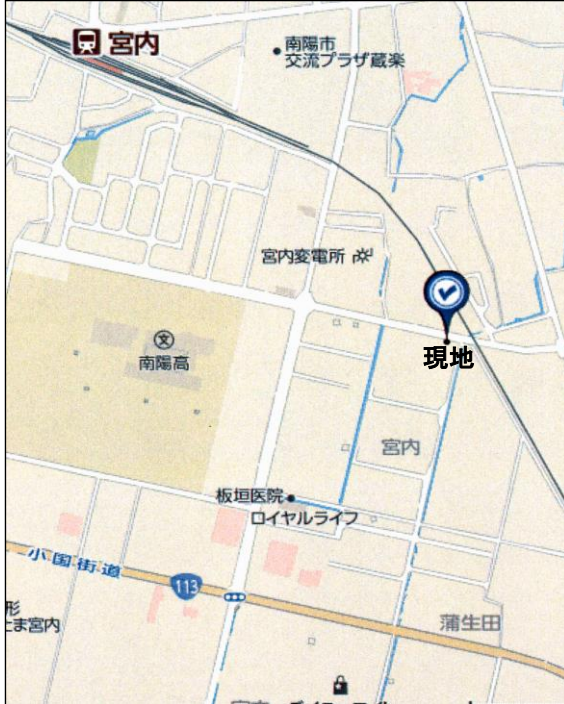 宮内
南陽市
交流プラザ蔵楽
宮内変電所
現地
文
南陽高
宮内
板垣医院
ロイヤルライフ
小国街道
113
蒲生田
ま宮内